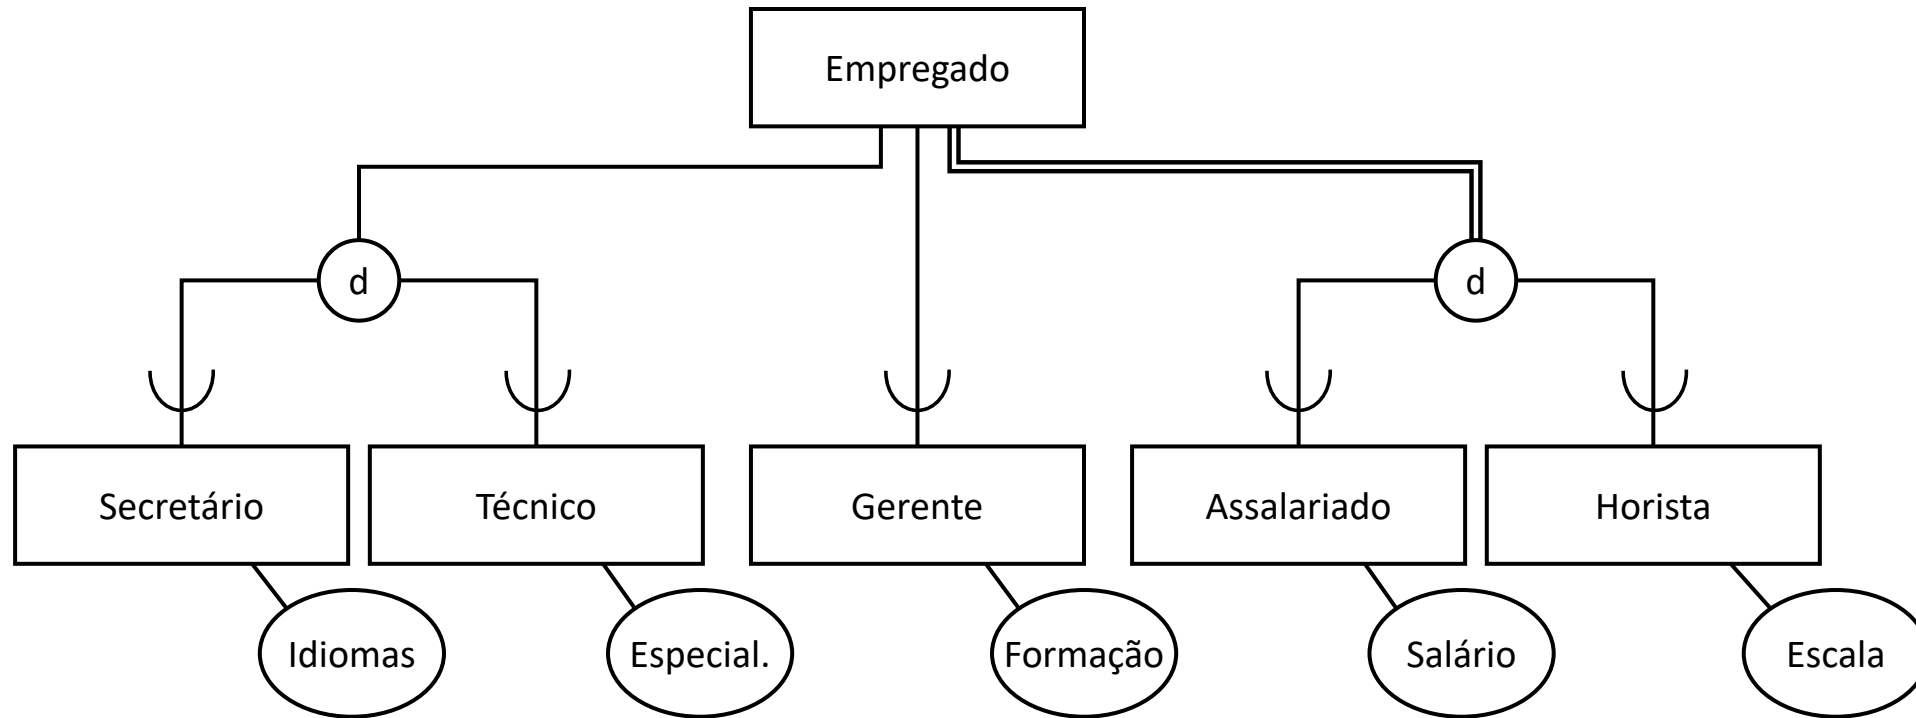 Empregado
d
d
Secretário
Técnico
Gerente
Assalariado
Horista
Idiomas
Especial.
Formação
Salário
Escala